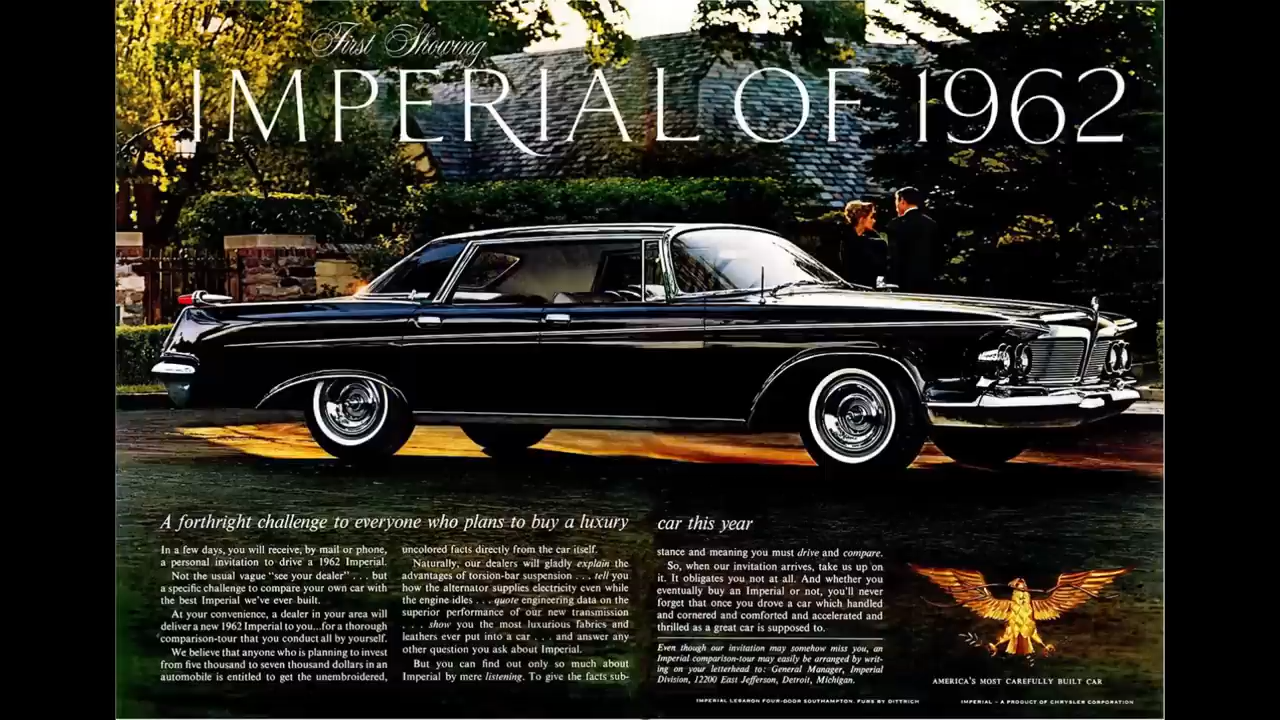 First Showing
IMPERIAL OF 1962
A forthright challenge to everyone who plans to buy a luxury car this year
In a few days, you will receive, by mail or phone,
a personal invitation to drive a 1962 Imperial.
Not the usual vague "see your dealer" . . . but
a specific challenge to compare your own car with
the best Imperial we've ever built.
At your convenience, a dealer in your area will
deliver a new 1962 Imperial to you...for a thorough
comparison-tour that you conduct all by yourself.
We believe that anyone who is planning to invest
from five thousand to seven thousand dollars in an
automobile is entitled to get the unembroidered,
uncolored facts directly from the car itself.
Naturally, our dealers will gladly explain the
advantages of torsion-bar suspension . . . tell you
how the alternator supplies electricity even while
the engine idles . . . quote engineering data on the
superior performance of our new transmission
. . . show you the most luxurious fabrics and
leathers ever put into a car . . . and answer any
other question you ask about Imperial.
But you can find out only so much about
Imperial by mere listening. To give the facts sub-
stance and meaning you must drive and compare.
So, when our invitation arrives, take us up on
it. It obligates you not at all. And whether you
eventually buy an Imperial or not, you'll never
forget that once you drove a car which handled
and cornered and comforted and accelerated and
thrilled as a great car is supposed to.
Even though our invitation may somehow miss you, an
Imperial comparison-tour may easily be arranged by writ-
ing on your letterhead to: General Manager, Imperial
Division, 12200 East Jefferson, Detroit, Michigan.
AMERICA'S MOST CAREFULLY BUILT CAR
IMPERIAL LEBARON FOUR-DOOR SOUTHAMPTON. FURS BY DITTRICH
IMPERIAL – A PRODUCT OF CHRYSLER CORPORATION